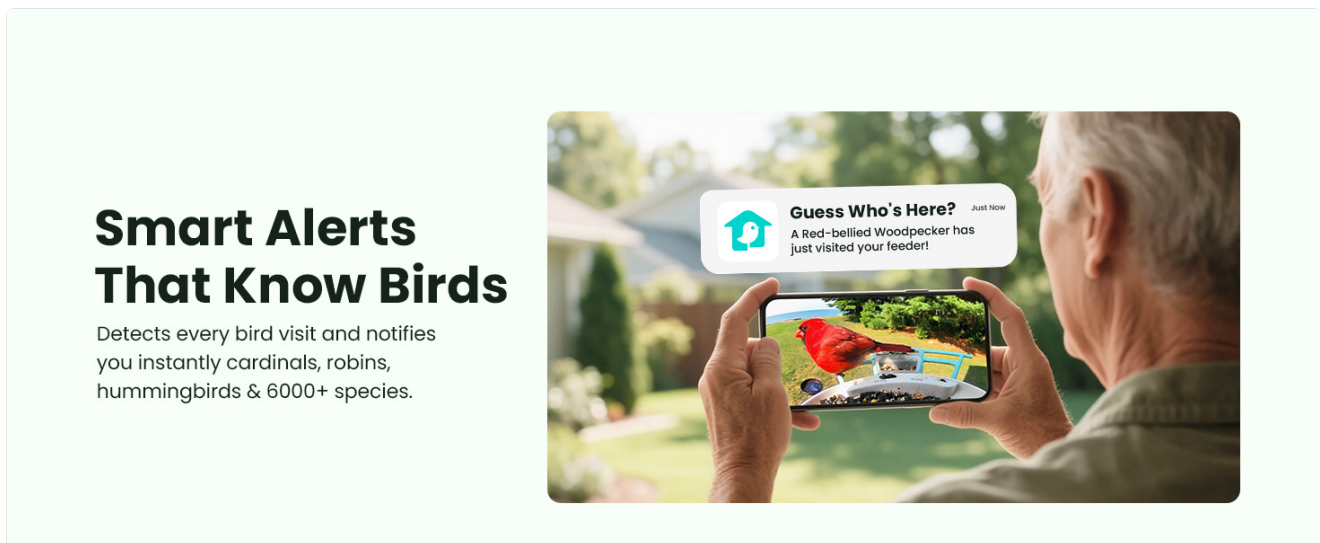 Smart Alerts
That Know Birds
Detects every bird visit and notifies
you instantly cardinals, robins,
hummingbirds & 6000+ species.
Guess Who's Here?
Just Now
A Red-bellied Woodpecker has
just visited your feeder!